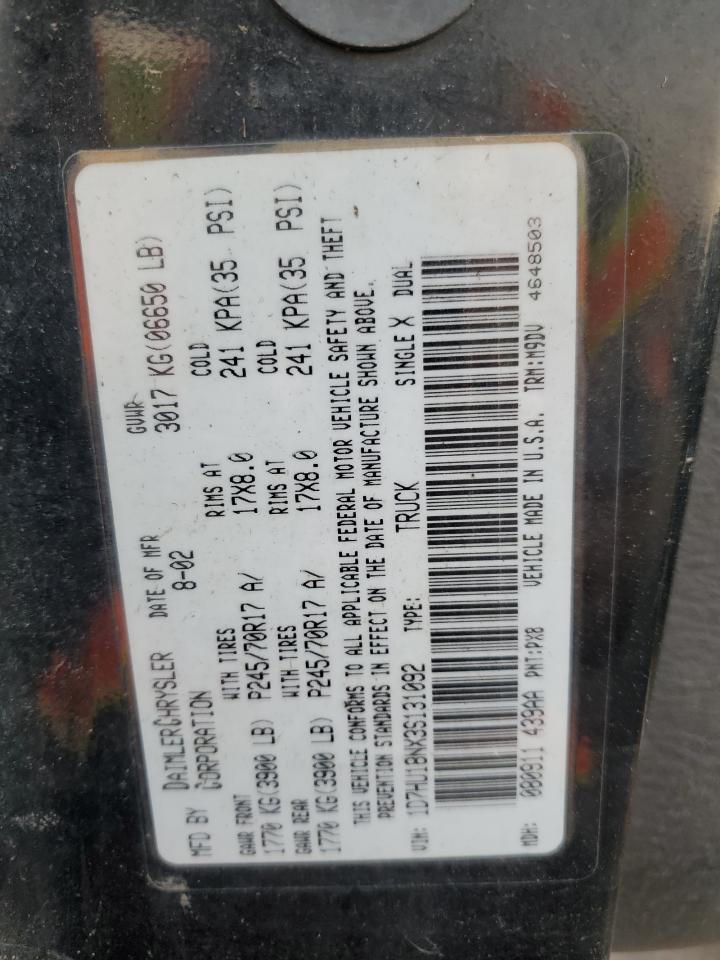 MFD BY DAIMLERCHRYSLER CORPORATION DATE OF MFR 8-02 GVWR 3017 KG(06650 LB)
GAWR FRONT WITH TIRES RIMS AT COLD
1770 KG(3900 LB) P245/70R17 A/ 17X8.0 241 KPA(35 PSI)
GAWR REAR WITH TIRES RIMS AT COLD
1770 KG(3900 LB) P245/70R17 A/ 17X8.0 241 KPA(35 PSI)
THIS VEHICLE CONFORMS TO ALL APPLICABLE FEDERAL MOTOR VEHICLE SAFETY AND THEFT
PREVENTION STANDARDS IN EFFECT ON THE DATE OF MANUFACTURE SHOWN ABOVE.
VIN: 1D7HU18NX3S131092 TYPE: TRUCK SINGLE X DUAL
MDH: 080911 439AA PNT:PX8 VEHICLE MADE IN U.S.A. TRM:M9DV 4648503